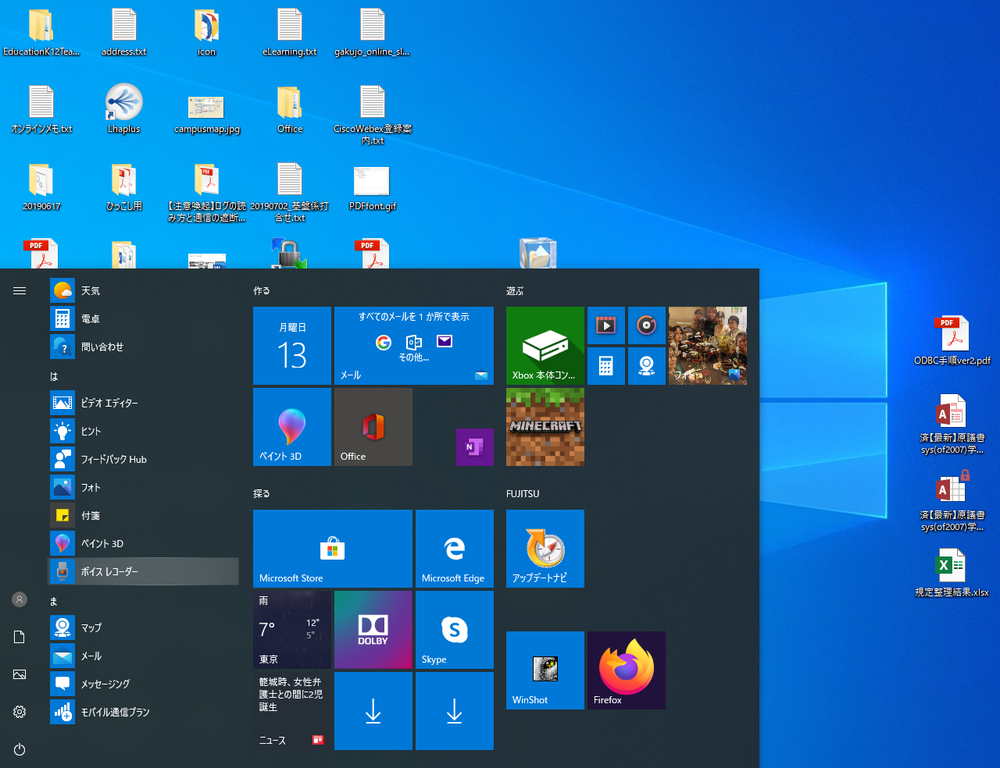 EducationK12Tea...
address.txt
icon
eLearning.txt
gakujo_online_sl...
オンラインメモ.txt
Lhaplus
campusmap.jpg
Office
CiscoWebex登録案
内.txt
20190617
PDF
ひっこし用
PDF
【注意喚起】ログの読
み方と通信の遮断...
20190702_基盤係打
合せ.txt
PDFfont.gif
PDF
PDF
PDF
ODBC手順ver2.pdf
済【最新】原議書
sys(of2007)学...
済【最新】原議書
sys(of2007)学...
規定整理結果.xlsx
天気
電卓
問い合わせ
は
ビデオ エディター
ヒント
フィードバック Hub
フォト
付箋
ペイント 3D
ボイス レコーダー
ま
マップ
メール
メッセージング
モバイル通信プラン
作る
月曜日
13
すべてのメールを 1 か所で表示
その他...
メール
ペイント 3D
Office
N
探る
Microsoft Store
Microsoft Edge
雨
7°
12°
5°
東京
DOLBY
Skype
籠城時、女性弁
護士との間に2児
誕生
ニュース
遊ぶ
Xbox 本体コン...
フォト
MINECRAFT
FUJITSU
アップデートナビ
WinShot
Firefox